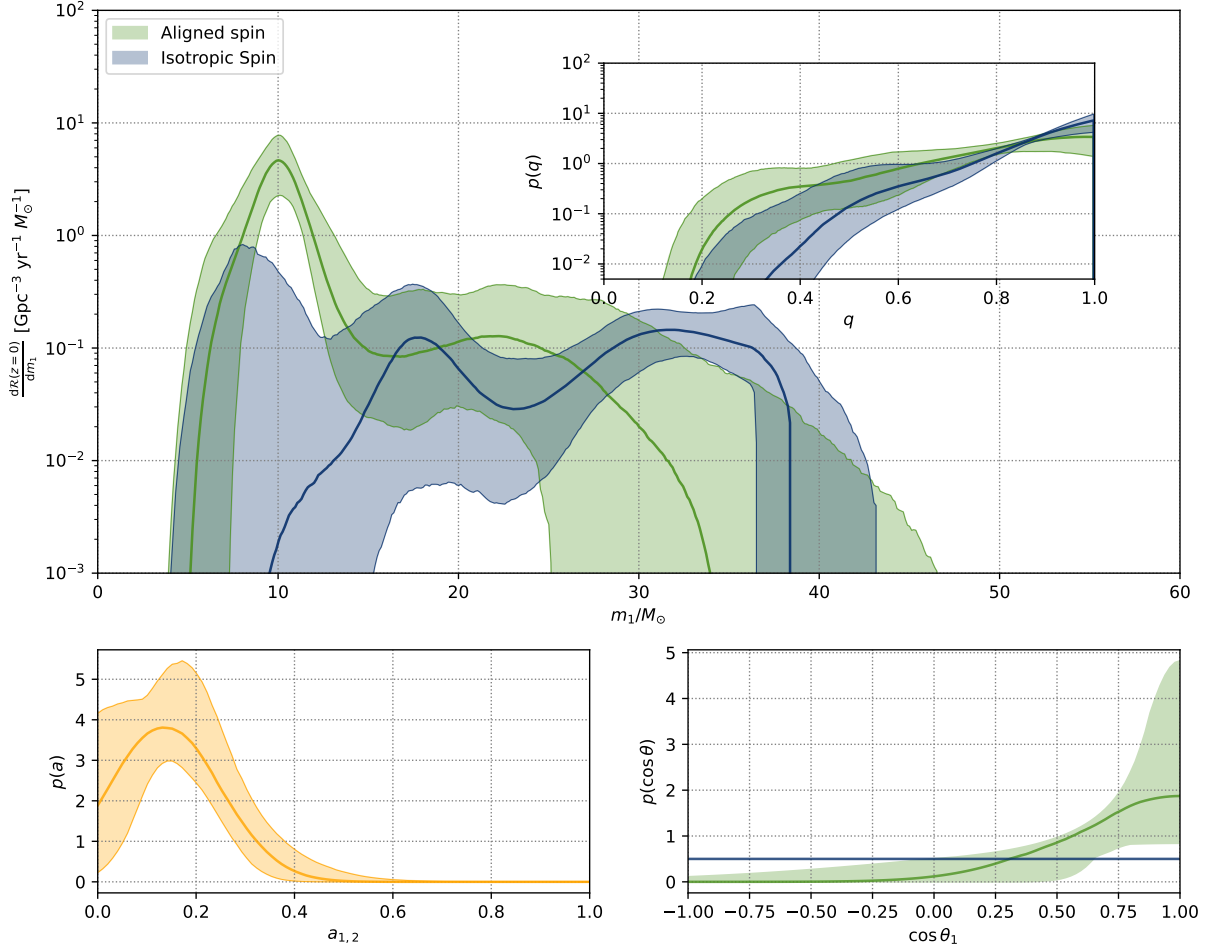 Aligned spin
Isotropic Spin
10² 10¹ 10⁰ 10⁻¹ 10⁻² 10⁻³
dR(z = 0)/dm₁ [Gpc⁻³ yr⁻¹ M⊙⁻¹]
0 10 20 30 40 50 60
m₁/M⊙
10² 10¹ 10⁰ 10⁻¹ 10⁻²
p(q)
0.0 0.2 0.4 0.6 0.8 1.0
q
5 4 3 2 1 0
p(a)
0.0 0.2 0.4 0.6 0.8 1.0
a₁,₂
5 4 3 2 1 0
p(cos θ)
−1.00 −0.75 −0.50 −0.25 0.00 0.25 0.50 0.75 1.00
cos θ₁